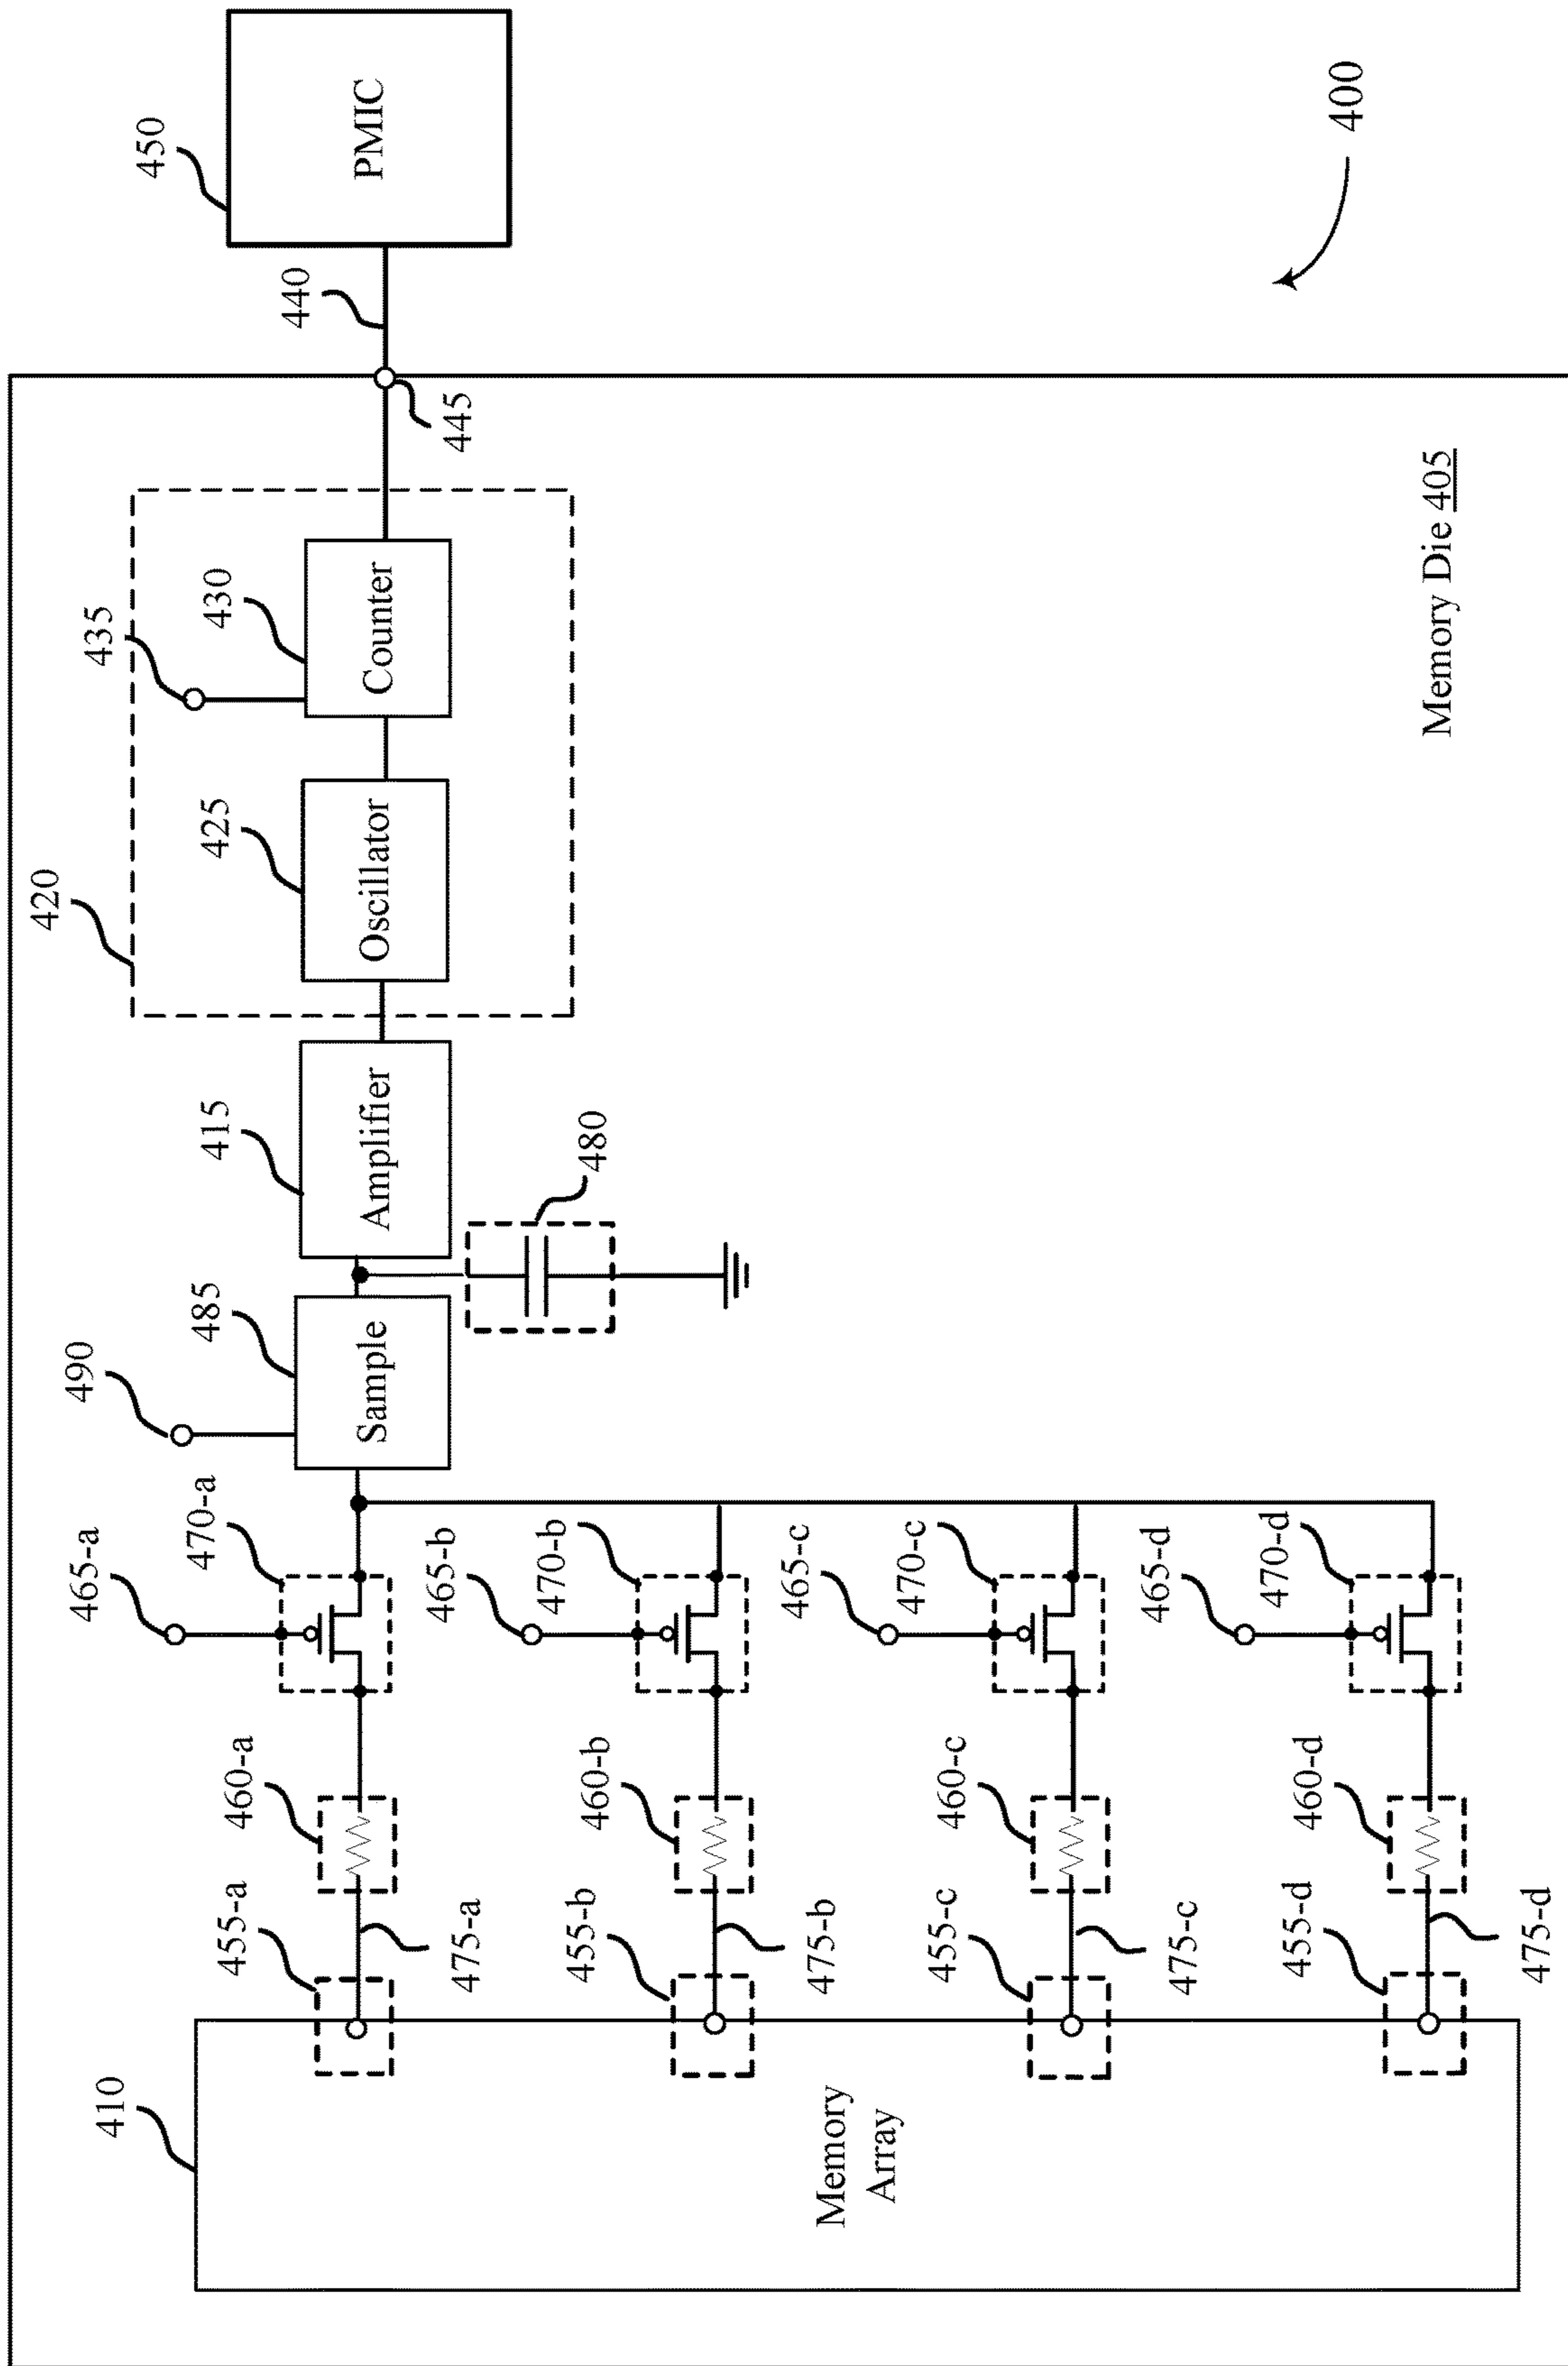 450
PMIC
440
445
400
420
435
430
Counter
425
Oscillator
415
Amplifier
480
490
485
Sample
465-a
470-a
460-a
455-a
475-a
465-b
470-b
460-b
455-b
475-b
465-c
470-c
460-c
455-c
475-c
465-d
470-d
460-d
455-d
475-d
410
Memory
Array
Memory Die 405